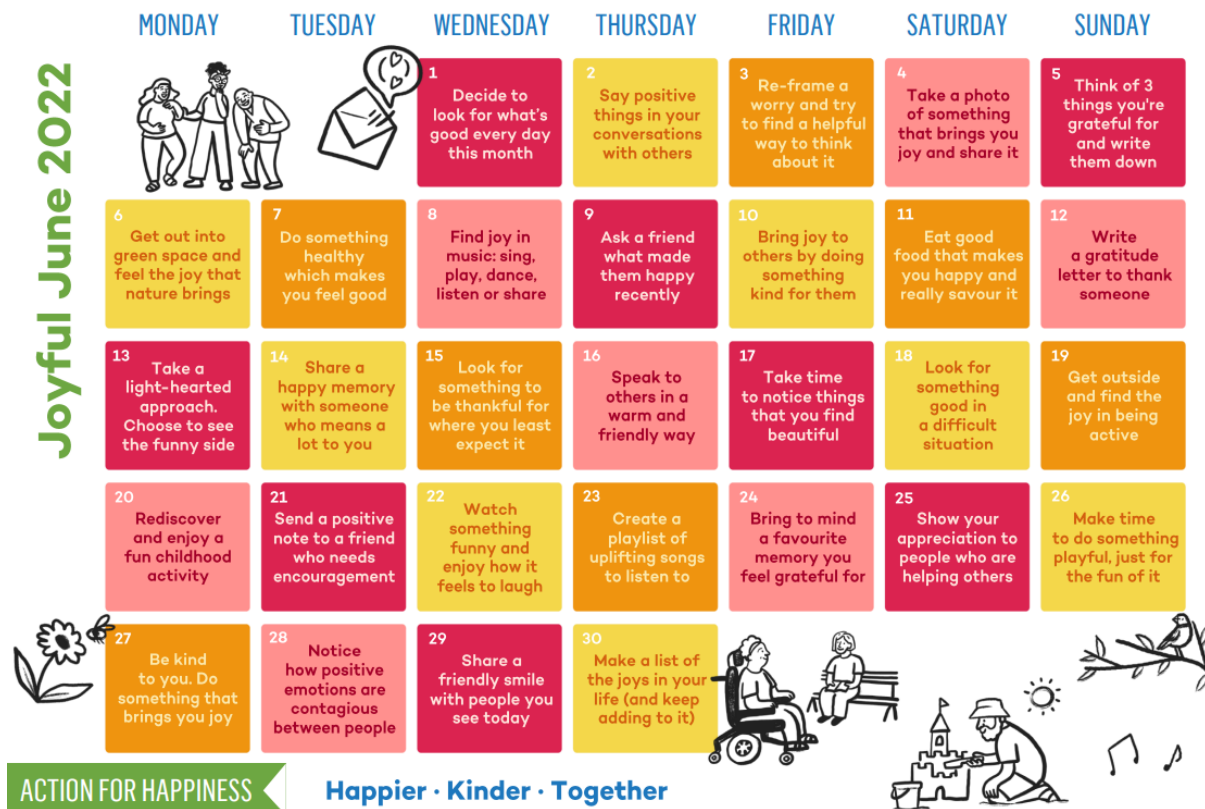 MONDAY TUESDAY WEDNESDAY THURSDAY FRIDAY SATURDAY SUNDAY
Joyful June 2022
1
Decide to
look for what's
good every day
this month
2
Say positive
things in your
conversations
with others
3
Re-frame a
worry and try
to find a helpful
way to think
about it
4
Take a photo
of something
that brings you
joy and share it
5
Think of 3
things you're
grateful for
and write
them down
6
Get out into
green space and
feel the joy that
nature brings
7
Do something
healthy
which makes
you feel good
8
Find joy in
music: sing,
play, dance,
listen or share
9
Ask a friend
what made
them happy
recently
10
Bring joy to
others by doing
something
kind for them
11
Eat good
food that makes
you happy and
really savour it
12
Write
a gratitude
letter to thank
someone
13
Take a
light-hearted
approach.
Choose to see
the funny side
14
Share a
happy memory
with someone
who means a
lot to you
15
Look for
something to
be thankful for
where you least
expect it
16
Speak to
others in a
warm and
friendly way
17
Take time
to notice things
that you find
beautiful
18
Look for
something
good in
a difficult
situation
19
Get outside
and find the
joy in being
active
20
Rediscover
and enjoy a
fun childhood
activity
21
Send a positive
note to a friend
who needs
encouragement
22
Watch
something
funny and
enjoy how it
feels to laugh
23
Create a
playlist of
uplifting songs
to listen to
24
Bring to mind
a favourite
memory you
feel grateful for
25
Show your
appreciation to
people who are
helping others
26
Make time
to do something
playful, just for
the fun of it
27
Be kind
to you. Do
something that
brings you joy
28
Notice
how positive
emotions are
contagious
between people
29
Share a
friendly smile
with people you
see today
30
Make a list of
the joys in your
life (and keep
adding to it)
ACTION FOR HAPPINESS
Happier · Kinder · Together